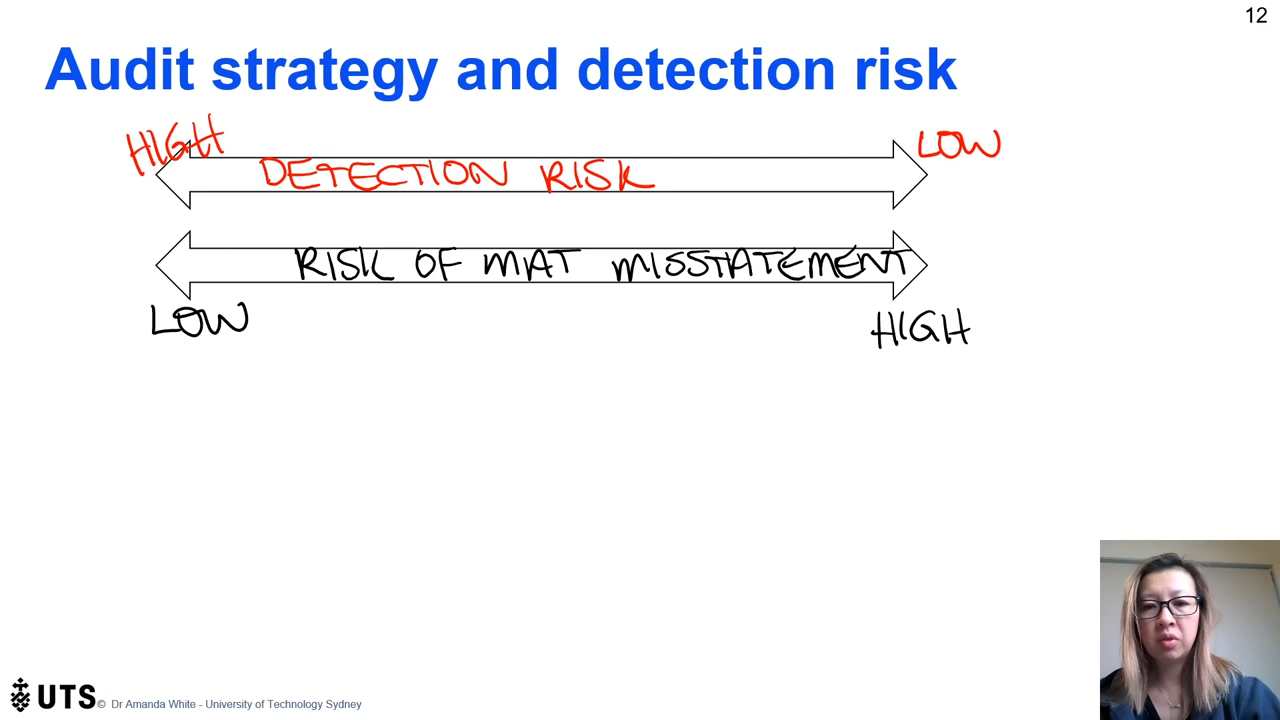 12
Audit strategy and detection risk
HIGH
LOW
DETECTION RISK
RISK OF MAT MISSTATEMENT
LOW
HIGH
UTS © Dr Amanda White - University of Technology Sydney